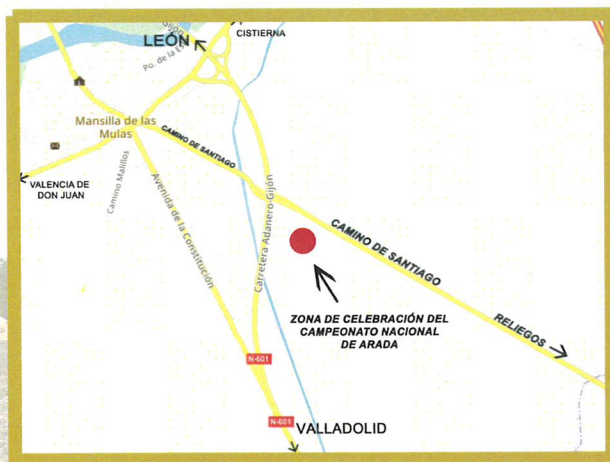 LEÓN
CISTIERNA
Gijón
Po. de la E
Mansilla de las
Mulas
CAMINO DE SANTIAGO
VALENCIA DE
DON JUAN
Camino Malillos
Avenida de la Constitución
Carretera Adanero-Gijón
CAMINO DE SANTIAGO
ZONA DE CELEBRACIÓN DEL
CAMPEONATO NACIONAL
DE ARADA
RELIEGOS
N-601
N-601
VALLADOLID